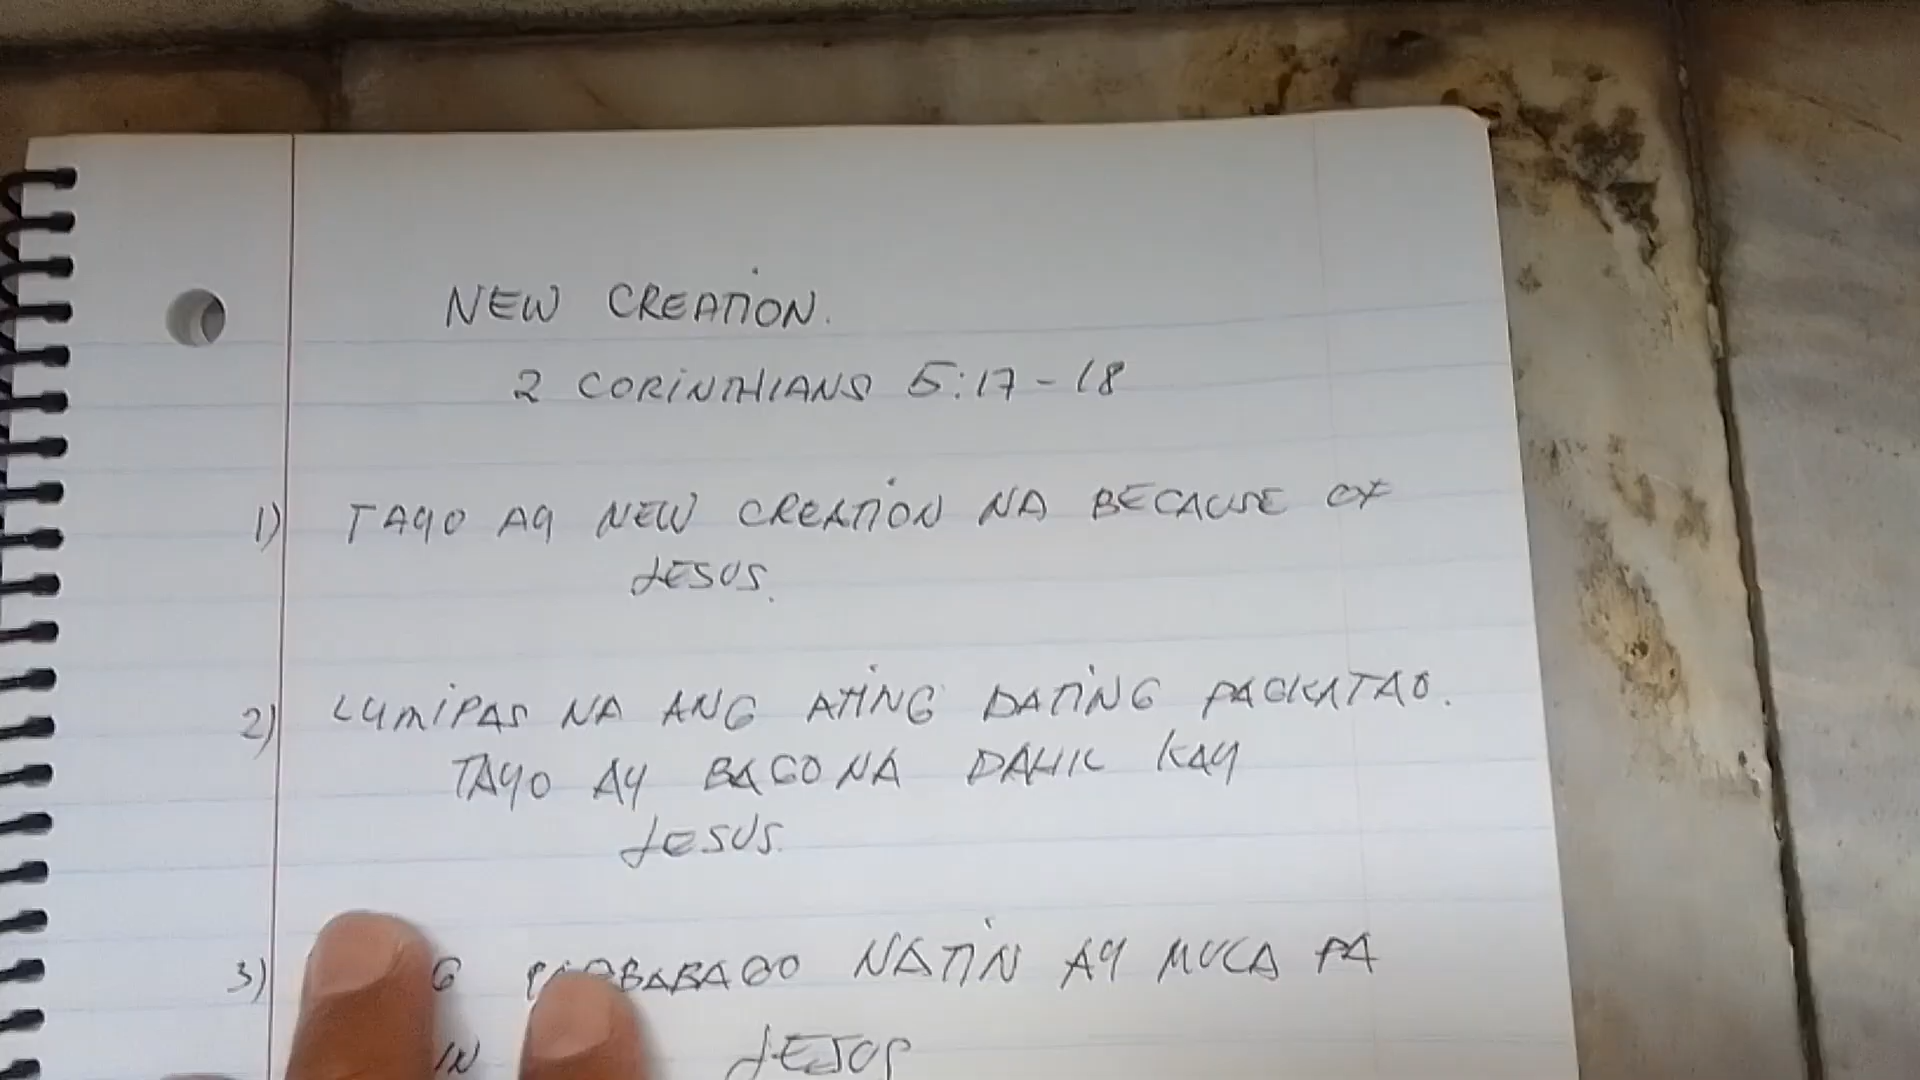 NEW CREATION.
2 CORINTHIANS 5:17-18
1) TAYO AY NEW CREATION NA BECAUSE OF
JESUS.
2) LUMIPAS NA ANG ATING DATING PAGKATAO.
TAYO AY BAGO NA DAHIL KAY
JESUS.
3) NATIN AY MULA PA
JESUS